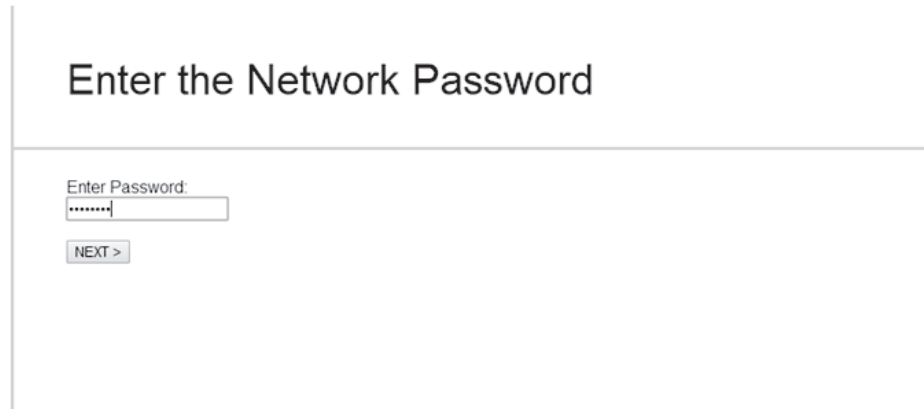 Enter the Network Password
Enter Password:
••••••••
NEXT >